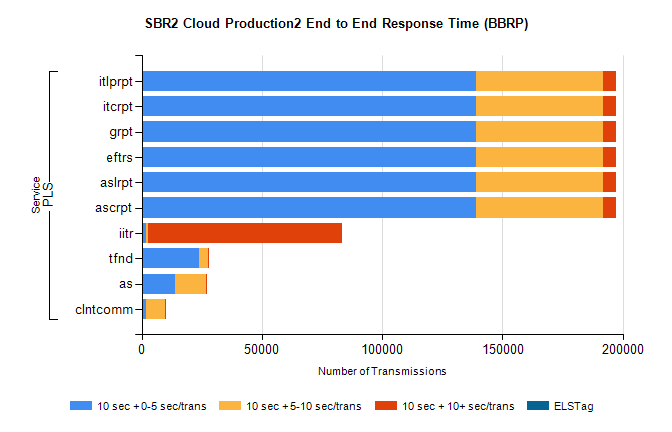 SBR2 Cloud Production2 End to End Response Time (BBRP)
Service
PLS
itlprpt
itcrpt
grpt
eftrs
aslrpt
ascrpt
iitr
tfnd
as
clntcomm
0 50000 100000 150000 200000
Number of Transmissions
10 sec +0-5 sec/trans 10 sec +5-10 sec/trans 10 sec + 10+ sec/trans ELSTag